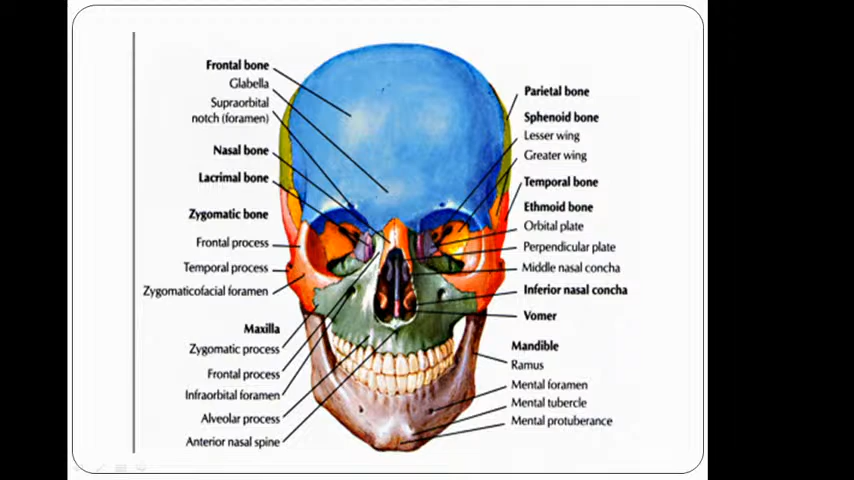 Frontal bone
Glabella
Supraorbital
notch (foramen)
Nasal bone
Lacrimal bone
Zygomatic bone
Frontal process
Temporal process
Zygomaticofacial foramen
Maxilla
Zygomatic process
Frontal process
Infraorbital foramen
Alveolar process
Anterior nasal spine
Parietal bone
Sphenoid bone
Lesser wing
Greater wing
Temporal bone
Ethmoid bone
Orbital plate
Perpendicular plate
Middle nasal concha
Inferior nasal concha
Vomer
Mandible
Ramus
Mental foramen
Mental tubercle
Mental protuberance